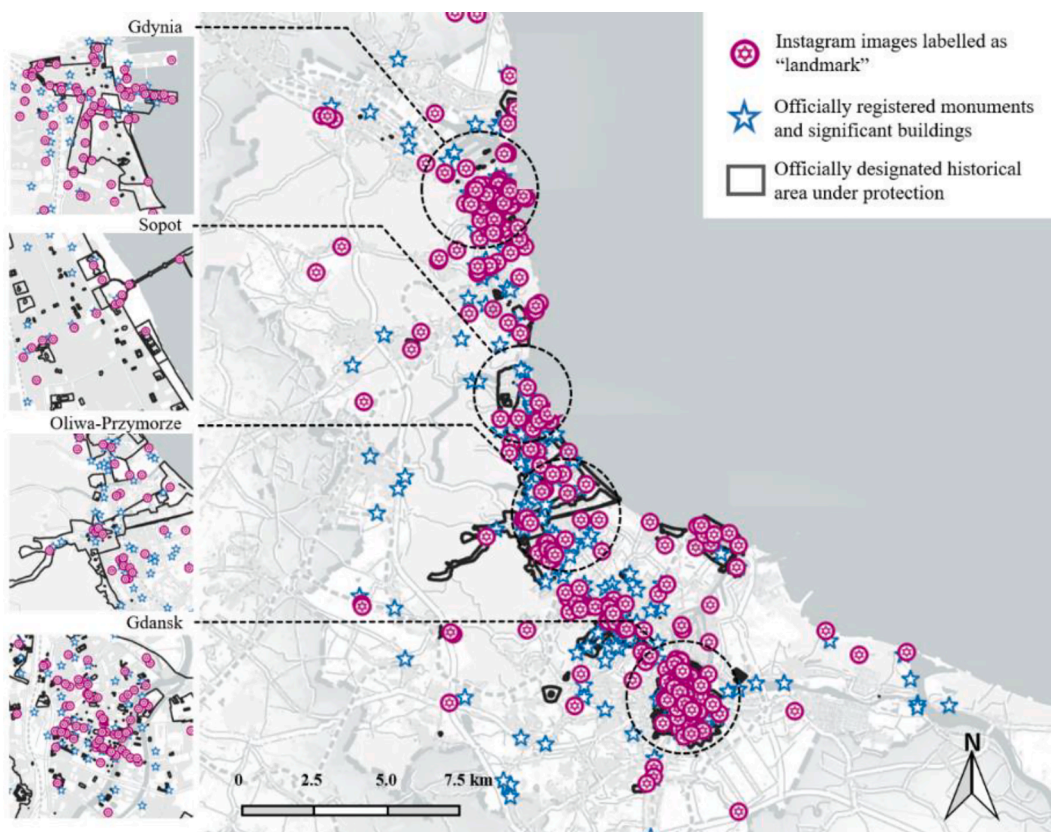 Gdynia
Sopot
Oliwa-Przymorze
Gdansk
Instagram images labelled as
“landmark”
Officially registered monuments
and significant buildings
Officially designated historical
area under protection
0 2.5 5.0 7.5 km
N